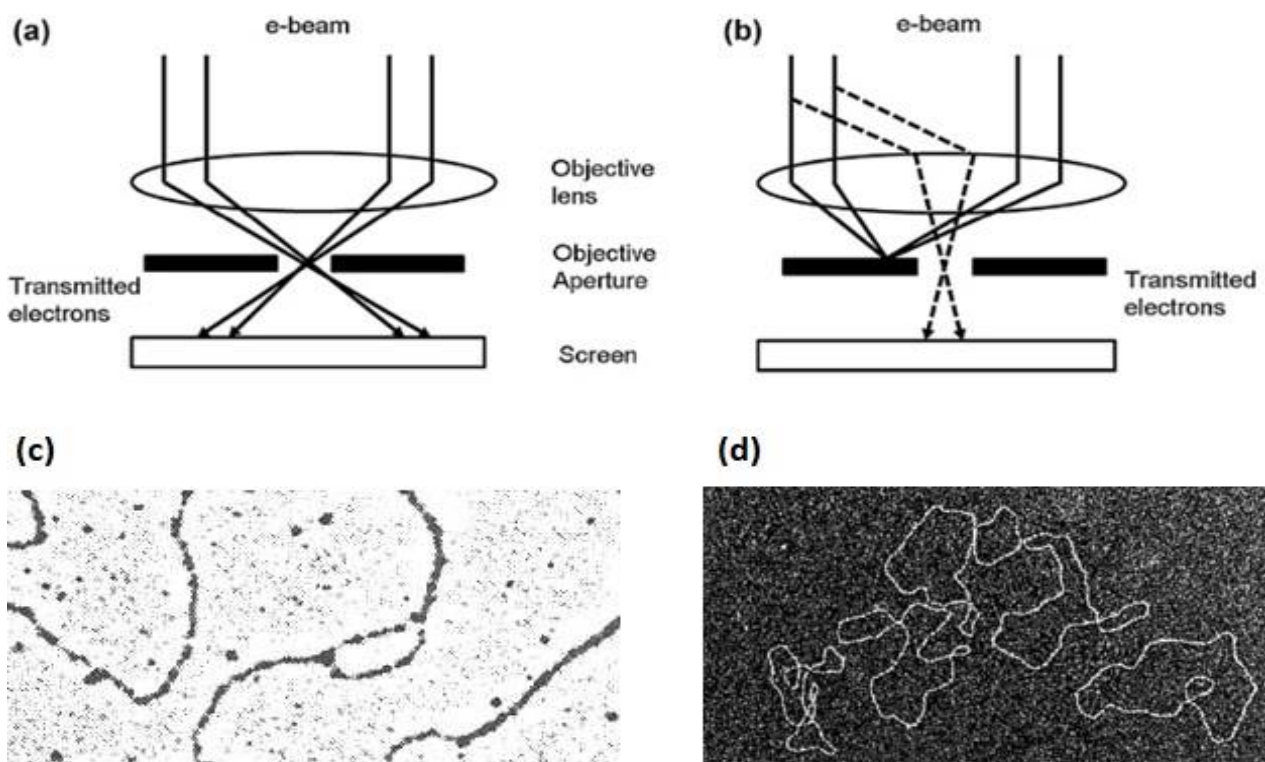 (a)
e-beam
Objective
lens
Objective
Aperture
Transmitted
electrons
Screen
(b)
e-beam
Transmitted
electrons
(c)
(d)